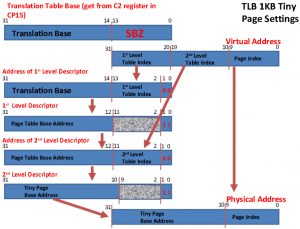 Translation Table Base (get from C2 register in
CP15)
TLB 1KB Tiny
Page Settings
31 14 13 0
Translation Base SBZ
Virtual Address
31 20 19 10 9 0
1st Level
Table Index
2nd Level
Table Index
Page Index
Address of 1st Level Descriptor
31 14 13 2 1 0
Translation Base
1st Level
Table Index
0 0
1st Level Descriptor
31 12 11 2 1 0
Page Table Base Address
1 1
Address of 2nd Level Descriptor
31 12 11 2 1 0
Page Table Base Address
2nd Level
Table Index
0 0
2nd Level Descriptor
31 10 9 2 1 0
Tiny Page
Base Address
1 1
Physical Address
31 10 9 0
Tiny Page
Base Address
Page Index